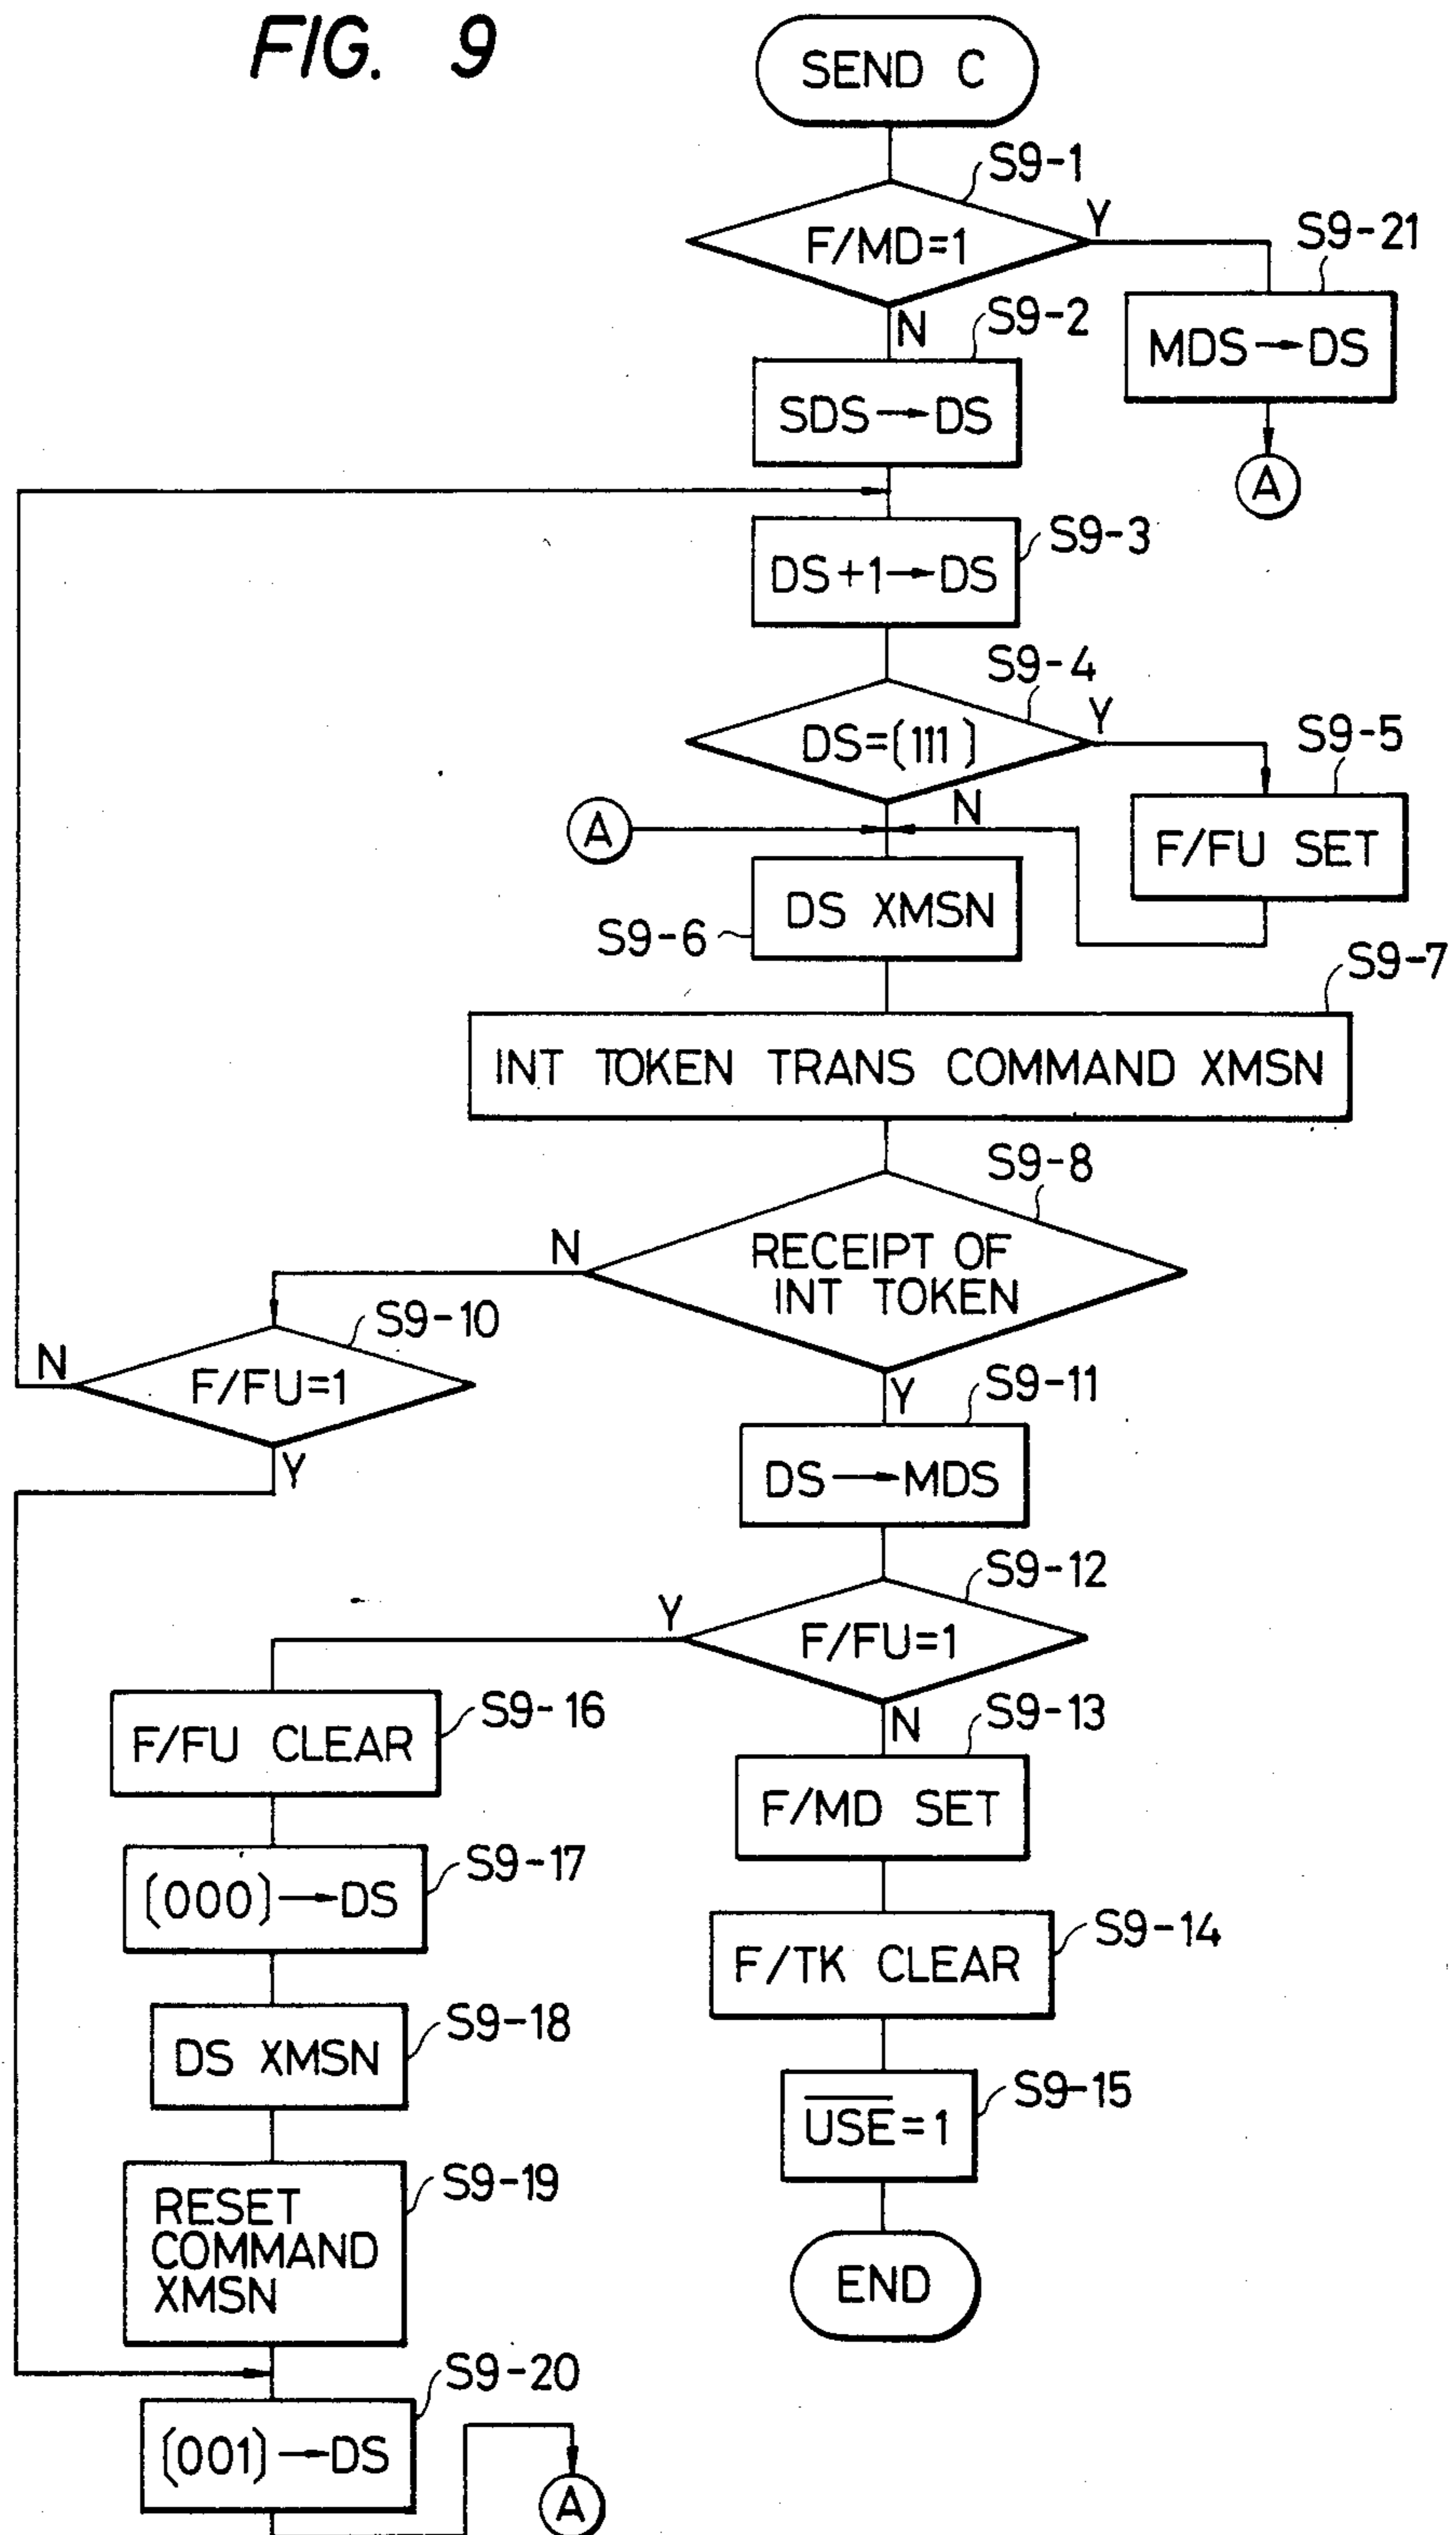 FIG. 9
SEND C
S9-1
F/MD=1
Y
N
S9-21
MDS→DS
A
S9-2
SDS→DS
S9-3
DS+1→DS
S9-4
DS=(111)
Y
N
S9-5
F/FU SET
A
S9-6
DS XMSN
S9-7
INT TOKEN TRANS COMMAND XMSN
S9-8
RECEIPT OF
INT TOKEN
N
Y
S9-10
F/FU=1
N
Y
S9-11
DS→MDS
S9-12
F/FU=1
Y
N
S9-13
F/MD SET
S9-14
F/TK CLEAR
S9-15
U̅S̅E̅=1
END
S9-16
F/FU CLEAR
S9-17
(000)→DS
S9-18
DS XMSN
S9-19
RESET
COMMAND
XMSN
S9-20
(001)→DS
A